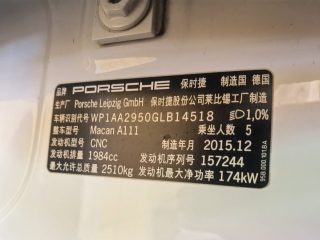 品牌 PORSCHE 保时捷 制造国 德国
生产厂 Porsche Leipzig GmbH 保时捷股份公司莱比锡工厂制造
车辆识别代号 WP1AA2950GLB14518 1,0%
整车型号 Macan A111 乘坐人数 5
发动机型号 CNC 制造年月 2015.12
发动机排量 1984cc 发动机序列号 157244
最大允许总质量 2510kg 发动机最大净功率 174kW